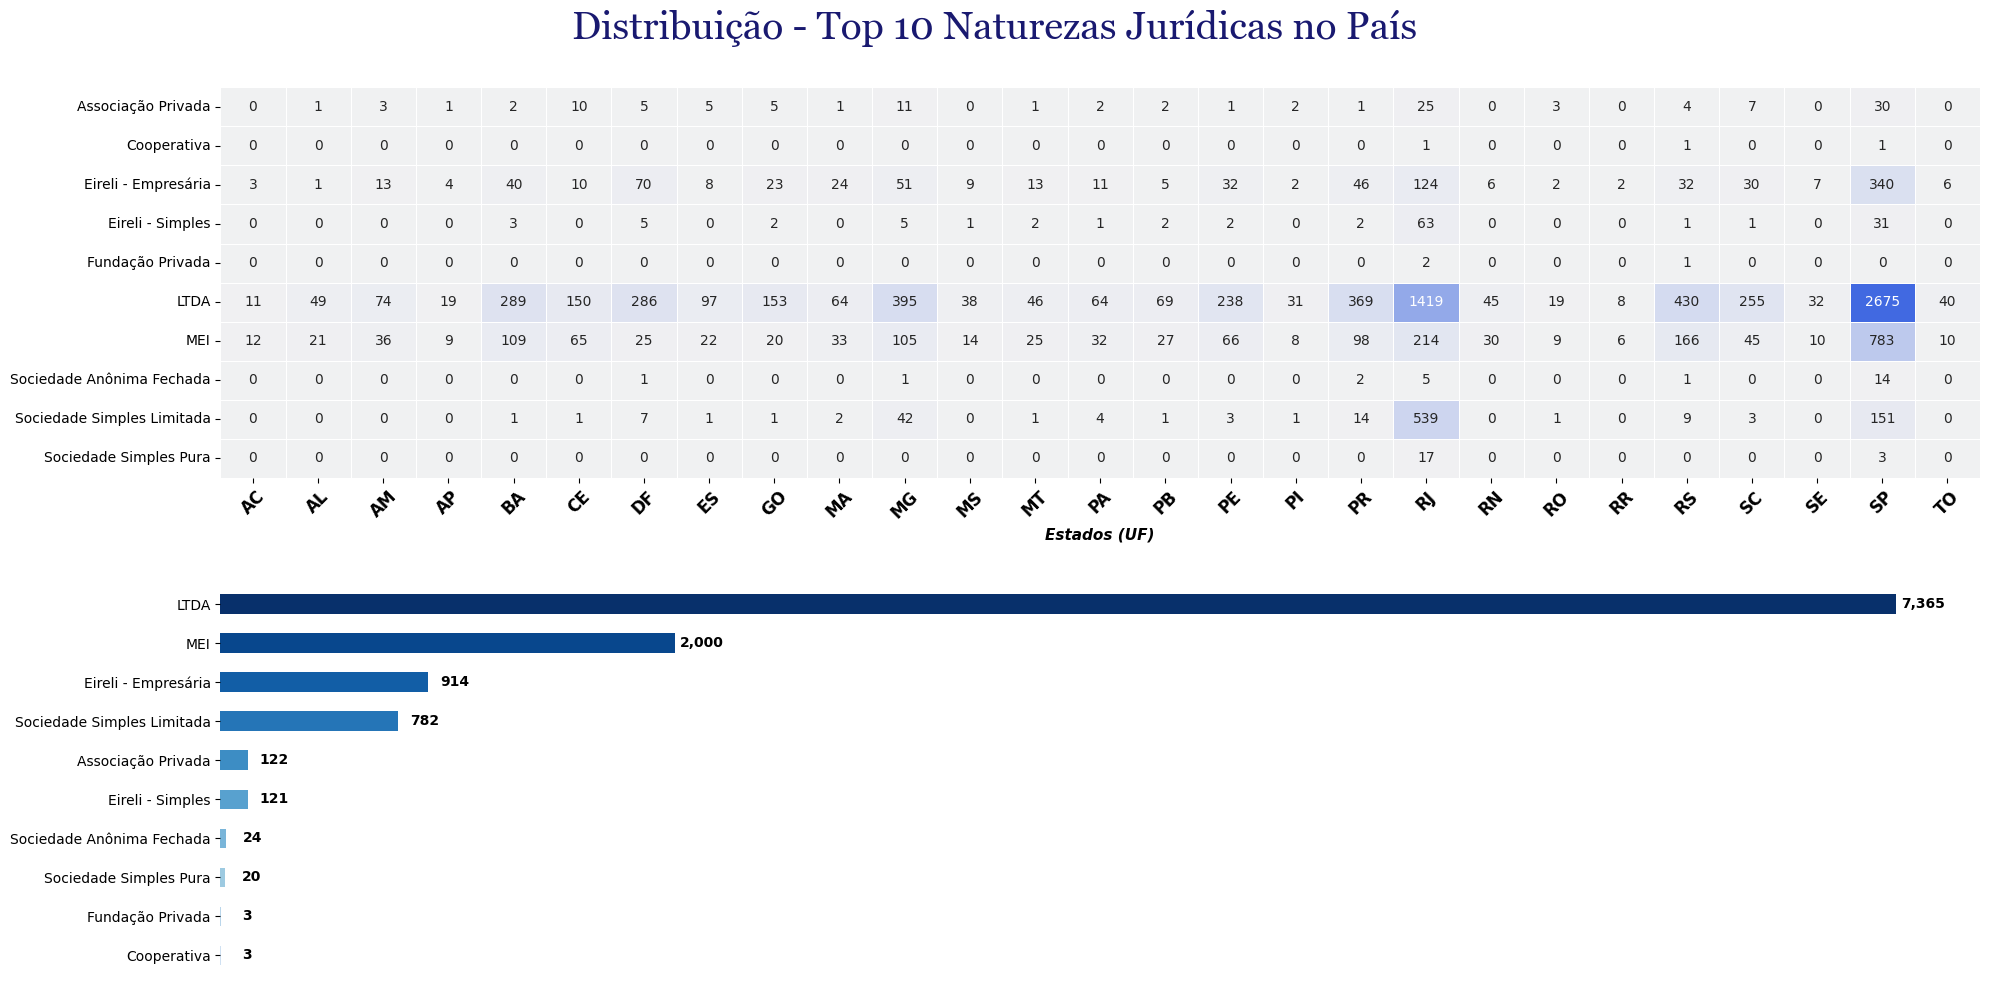 Distribuição - Top 10 Naturezas Jurídicas no País
Associação Privada 0 1 3 1 2 10 5 5 5 1 11 0 1 2 2 1 2 1 25 0 3 0 4 7 0 30 0
Cooperativa 0 0 0 0 0 0 0 0 0 0 0 0 0 0 0 0 0 0 1 0 0 0 1 0 0 1 0
Eireli - Empresária 3 1 13 4 40 10 70 8 23 24 51 9 13 11 5 32 2 46 124 6 2 2 32 30 7 340 6
Eireli - Simples 0 0 0 0 3 0 5 0 2 0 5 1 2 1 2 2 0 2 63 0 0 0 1 1 0 31 0
Fundação Privada 0 0 0 0 0 0 0 0 0 0 0 0 0 0 0 0 0 0 2 0 0 0 1 0 0 0 0
LTDA 11 49 74 19 289 150 286 97 153 64 395 38 46 64 69 238 31 369 1419 45 19 8 430 255 32 2675 40
MEI 12 21 36 9 109 65 25 22 20 33 105 14 25 32 27 66 8 98 214 30 9 6 166 45 10 783 10
Sociedade Anônima Fechada 0 0 0 0 0 0 1 0 0 0 1 0 0 0 0 0 0 2 5 0 0 0 1 0 0 14 0
Sociedade Simples Limitada 0 0 0 0 1 1 7 1 1 2 42 0 1 4 1 3 1 14 539 0 1 0 9 3 0 151 0
Sociedade Simples Pura 0 0 0 0 0 0 0 0 0 0 0 0 0 0 0 0 0 0 17 0 0 0 0 0 0 3 0
AC AL AM AP BA CE DF ES GO MA MG MS MT PA PB PE PI PR RJ RN RO RR RS SC SE SP TO
Estados (UF)
LTDA 7,365
MEI 2,000
Eireli - Empresária 914
Sociedade Simples Limitada 782
Associação Privada 122
Eireli - Simples 121
Sociedade Anônima Fechada 24
Sociedade Simples Pura 20
Fundação Privada 3
Cooperativa 3